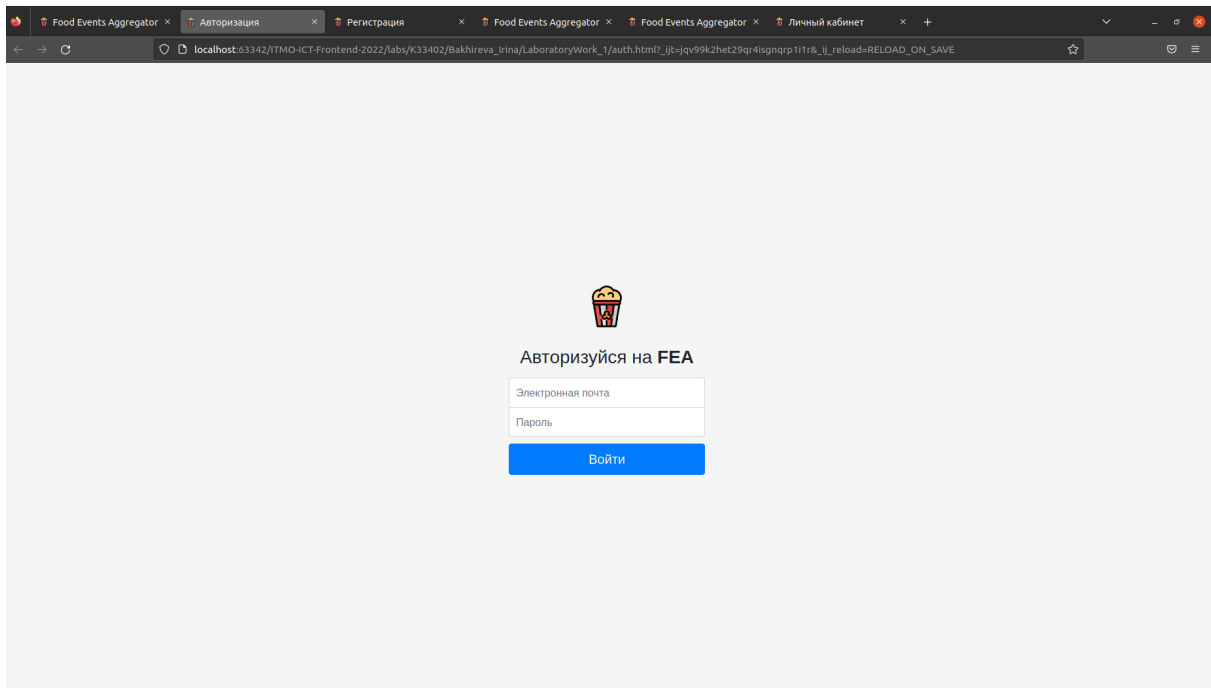 Food Events Aggregator
Авторизация
Регистрация
Food Events Aggregator
Food Events Aggregator
Личный кабинет
localhost:63342/ITMO-ICT-Frontend-2022/labs/K33402/Bakhireva_Irina/LaboratoryWork_1/auth.html?_ijt=jqv99k2het29qr4isgnqrp1i1r&_ij_reload=RELOAD_ON_SAVE
Авторизуйся на FEA
Электронная почта
Пароль
Войти